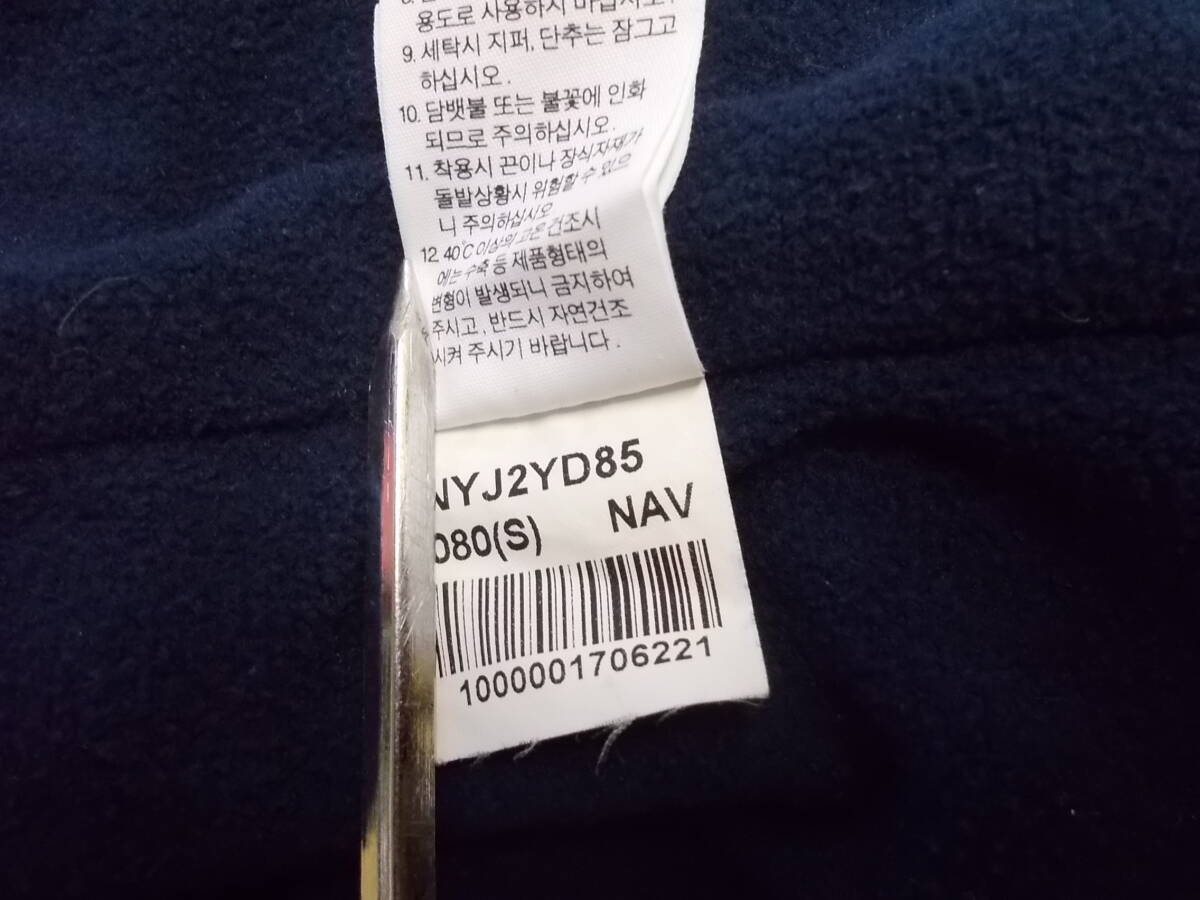 용도로 사용하시 마십시오.
9. 세탁시 지퍼, 단추는 잠그고
하십시오.
10. 담뱃불 또는 불꽃에 인화
되므로 주의하십시오.
11. 착용시 끈이나 장식자재가
돌발상황시 위험할 수 있으
니 주의하십시오
12. 40°C 이상의 고온 건조시
에는 수축 등 제품형태의
변형이 발생되니 금지하여
주시고, 반드시 자연건조
시켜 주시기 바랍니다.
NYJ2YD85
080(S) NAV
1000001706221